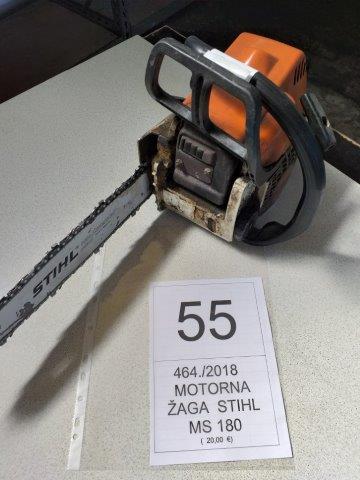 STIHL
55
464./2018
MOTORNA
ŽAGA STIHL
MS 180
( 20,00 €)